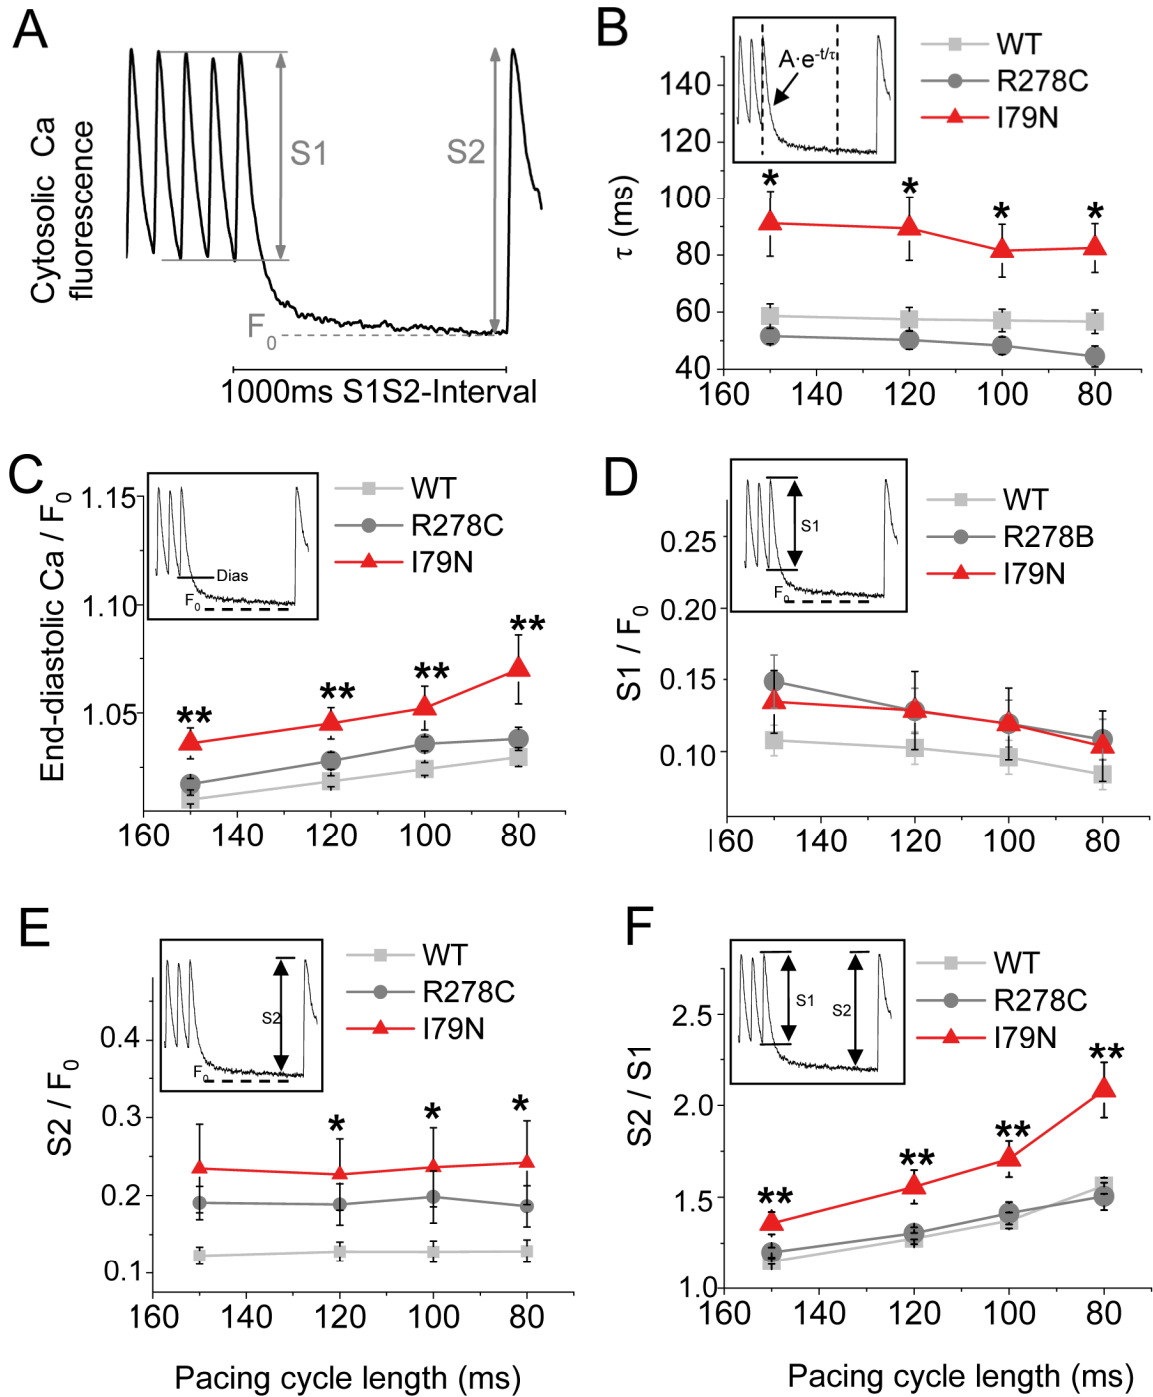 A
Cytosolic Ca
fluorescence
S1
S2
F0
1000ms S1S2-Interval
B
A·e-t/τ
WT
R278C
I79N
τ (ms)
140
120
100
80
60
40
* * * *
160 140 120 100 80
C
Dias
F0
WT
R278C
I79N
End-diastolic Ca / F0
1.15
1.10
1.05
** ** ** **
160 140 120 100 80
D
S1
F0
WT
R278B
I79N
S1 / F0
0.25
0.20
0.15
0.10
160 140 120 100 80
E
S2
F0
WT
R278C
I79N
S2 / F0
0.4
0.3
0.2
0.1
* * *
160 140 120 100 80
Pacing cycle length (ms)
F
S1
S2
WT
R278C
I79N
S2 / S1
2.5
2.0
1.5
1.0
** ** ** **
160 140 120 100 80
Pacing cycle length (ms)